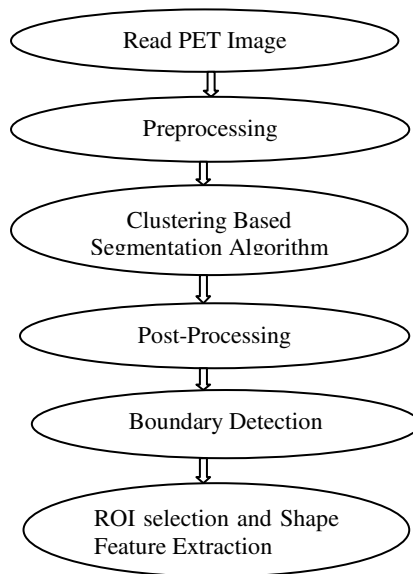 Read PET Image
Preprocessing
Clustering Based
Segmentation Algorithm
Post-Processing
Boundary Detection
ROI selection and Shape
Feature Extraction